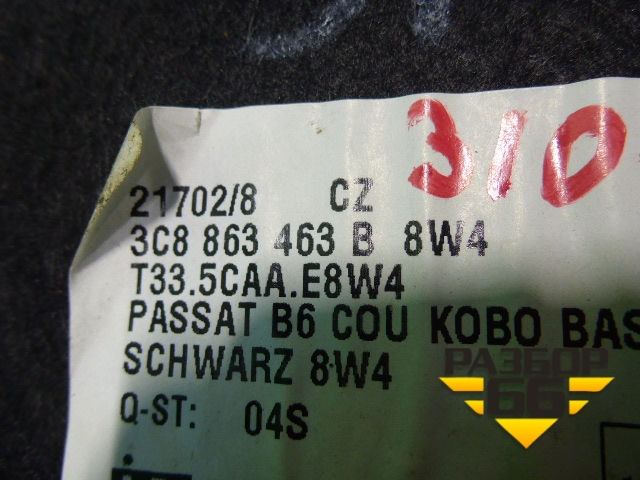 310
21702/8 CZ
3C8 863 463 B 8W4
T33.5CAA.E8W4
PASSAT B6 COU KOBO BAS
SCHWARZ 8W4
Q-ST: 04S
РАЗБОР
66